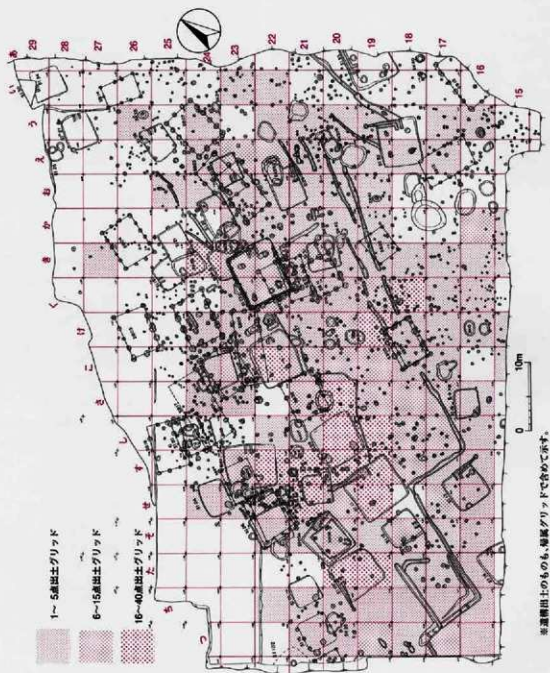 29
28
27
26
25
24
23
22
21
20
19
18
17
16
15
あ
い
う
え
お
か
き
く
け
こ
さ
し
す
せ
そ
た
ち
つ
1〜5点出土グリッド
6〜15点出土グリッド
16〜40点出土グリッド
0 10m
※遺構出土のものも、帰属グリッドで含めて示す。